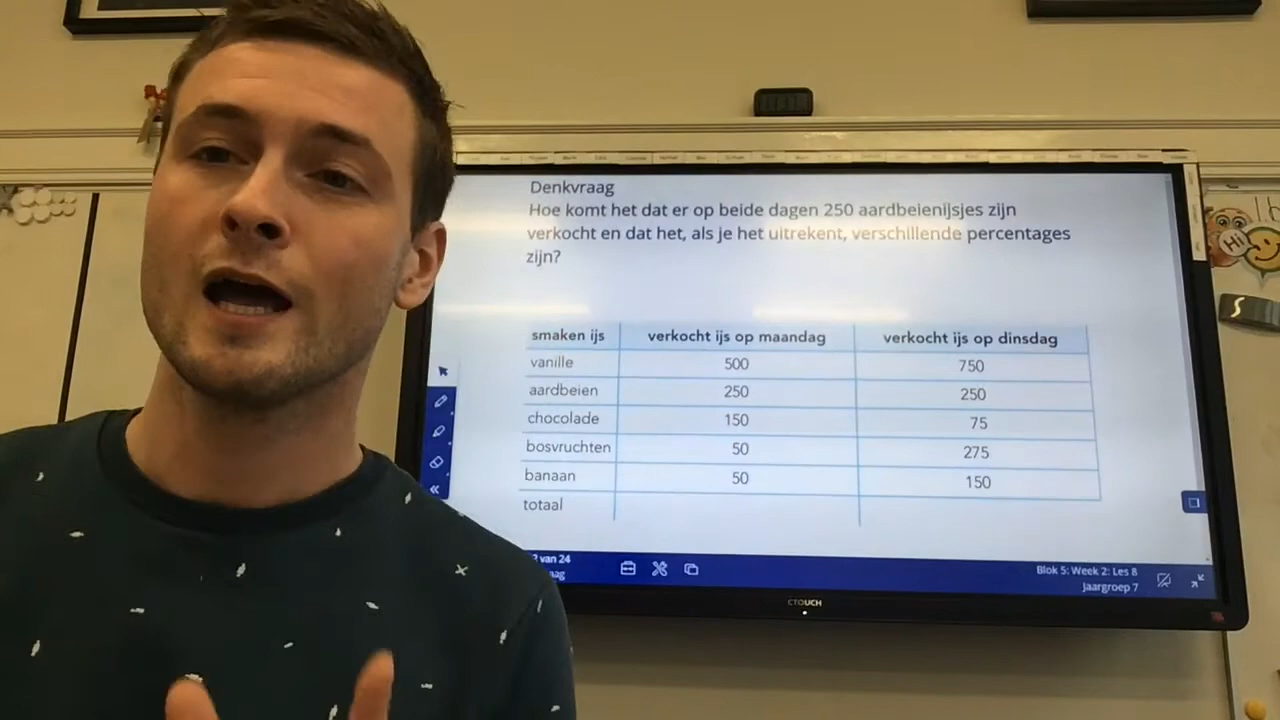 Denkvraag
Hoe komt het dat er op beide dagen 250 aardbeienijsjes zijn
verkocht en dat het, als je het uitrekent, verschillende percentages
zijn?
smaken ijs verkocht ijs op maandag verkocht ijs op dinsdag
vanille 500 750
aardbeien 250 250
chocolade 150 75
bosvruchten 50 275
banaan 50 150
totaal
van 24
Blok 5: Week 2: Les 8
Jaargroep 7
CTOUCH
Hi